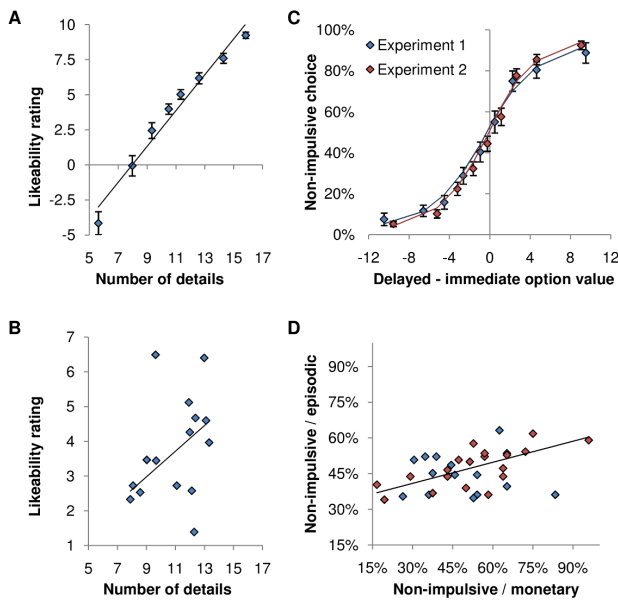 A
10
7.5
5
2.5
0
-2.5
-5
Likeability rating
5 7 9 11 13 15 17
Number of details
C
100%
80%
60%
40%
20%
0%
Non-impulsive choice
Experiment 1
Experiment 2
-12 -8 -4 0 4 8 12
Delayed - immediate option value
B
7
6
5
4
3
2
1
Likeability rating
5 7 9 11 13 15 17
Number of details
D
90%
75%
60%
45%
30%
15%
Non-impulsive / episodic
15% 30% 45% 60% 75% 90%
Non-impulsive / monetary